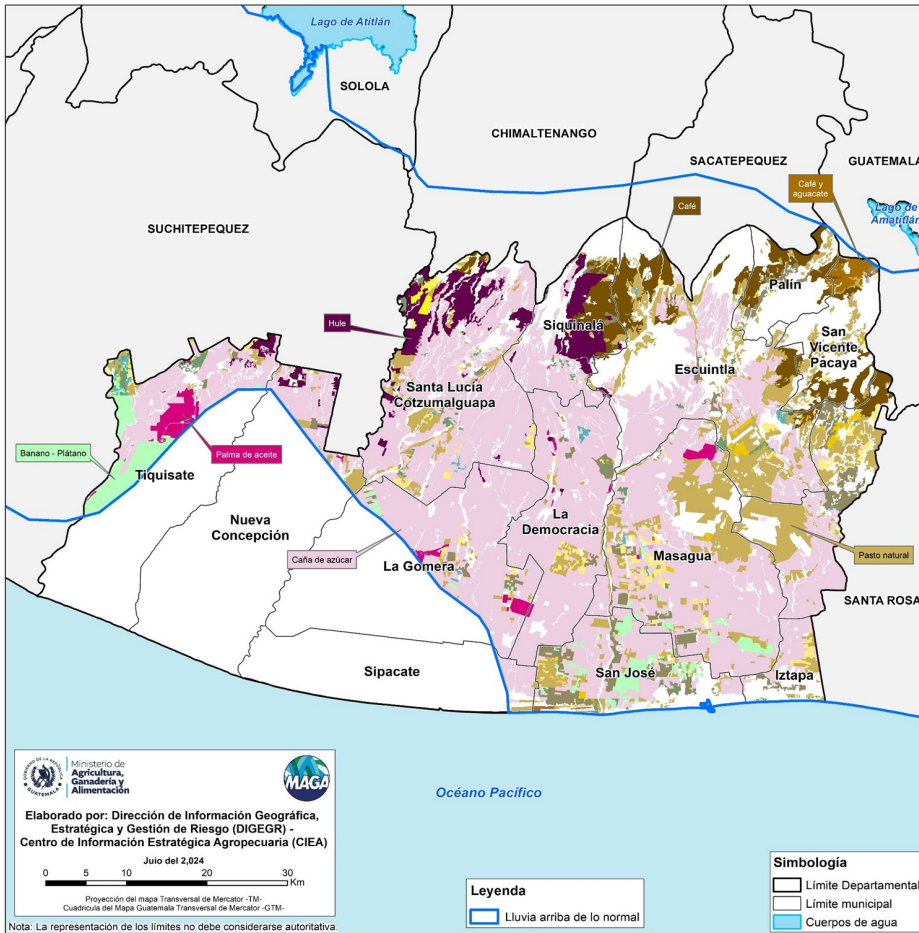 Lago de Atitlán
SOLOLA
CHIMALTENANGO
SACATEPEQUEZ
GUATEMALA
Café y
aguacate
Café
Lago de
Amatitlán
SUCHITEPEQUEZ
Palín
Hule
Siquinalá
San
Vicente
Pacaya
Escuintla
Santa Lucía
Cotzumalguapa
Banano - Plátano
Palma de aceite
Tiquisate
Nueva
Concepción
La
Democracia
Caña de azúcar
La Gomera
Masagua
Pasto natural
SANTA ROSA
Sipacate
San José
Iztapa
GOBIERNO DE LA REPÚBLICA
GUATEMALA
Ministerio de
Agricultura,
Ganadería y
Alimentación
MAGA
Océano Pacífico
Elaborado por: Dirección de Información Geográfica,
Estratégica y Gestión de Riesgo (DIGEGR) -
Centro de Información Estratégica Agropecuaria (CIEA)
Juio del 2,024
0 5 10 20 30
Km
Proyección del mapa Transversal de Mercator -TM-
Cuadricula del Mapa Guatemala Transversal de Mercator -GTM-
Nota: La representación de los límites no debe considerarse autoritativa.
Leyenda
Lluvia arriba de lo normal
Simbología
Límite Departamental
Límite municipal
Cuerpos de agua